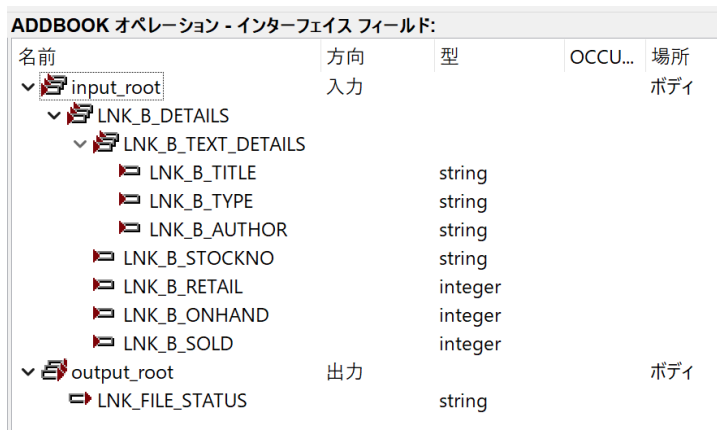 ADDBOOK オペレーション - インターフェイス フィールド:
名前 方向 型 OCCU... 場所
input_root 入力 ボディ
LNK_B_DETAILS
LNK_B_TEXT_DETAILS
LNK_B_TITLE string
LNK_B_TYPE string
LNK_B_AUTHOR string
LNK_B_STOCKNO string
LNK_B_RETAIL integer
LNK_B_ONHAND integer
LNK_B_SOLD integer
output_root 出力 ボディ
LNK_FILE_STATUS string